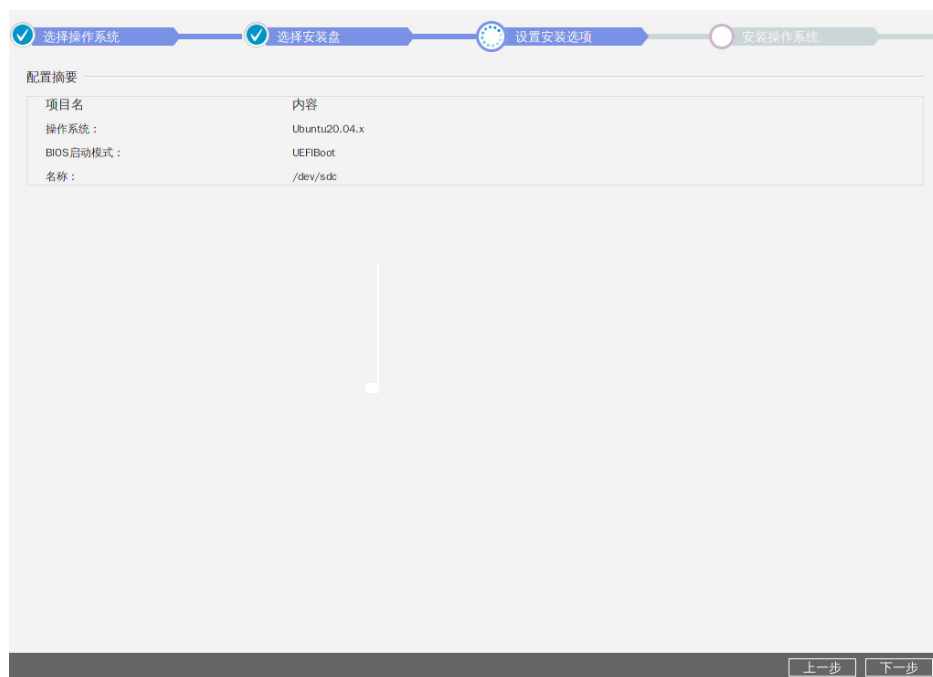 选择操作系统 选择安装盘 设置安装选项 安装操作系统
配置摘要
项目名 内容
操作系统： Ubuntu20.04.x
BIOS启动模式： UEFIBoot
名称： /dev/sdc
上一步 下一步